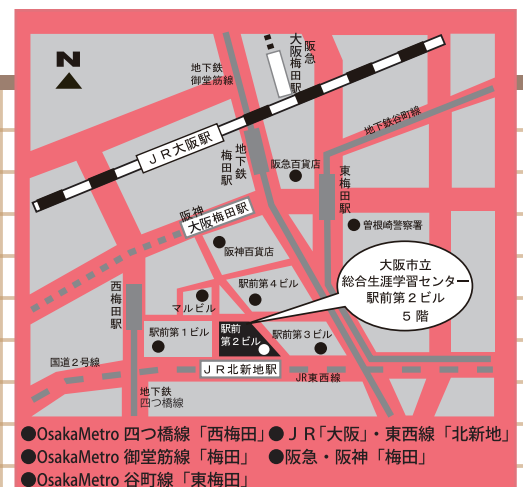 N
地下鉄
御堂筋線
阪急
大阪梅田駅
地下鉄谷町線
JR大阪駅
地下鉄
梅田駅
阪急百貨店
東梅田駅
阪神
大阪梅田駅
曽根崎警察署
阪神百貨店
大阪市立
総合生涯学習センター
駅前第2ビル
5階
西梅田駅
駅前第4ビル
マルビル
駅前第1ビル
駅前
第2ビル
駅前第3ビル
国道2号線
JR北新地駅
JR東西線
地下鉄
四つ橋線
●OsakaMetro 四つ橋線「西梅田」●JR「大阪」・東西線「北新地」
●OsakaMetro 御堂筋線「梅田」 ●阪急・阪神「梅田」
●OsakaMetro 谷町線「東梅田」